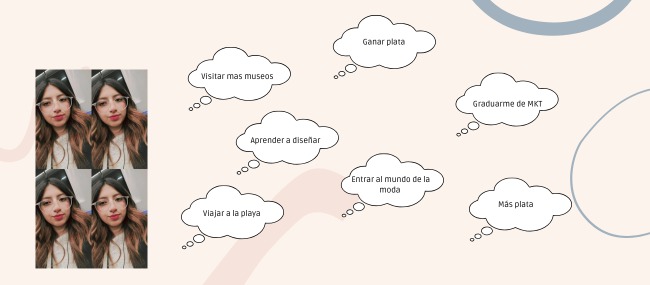 Ganar plata
Visitar mas museos
Graduarme de MKT
Aprender a diseñar
Entrar al mundo de la
moda
Viajar a la playa
Más plata